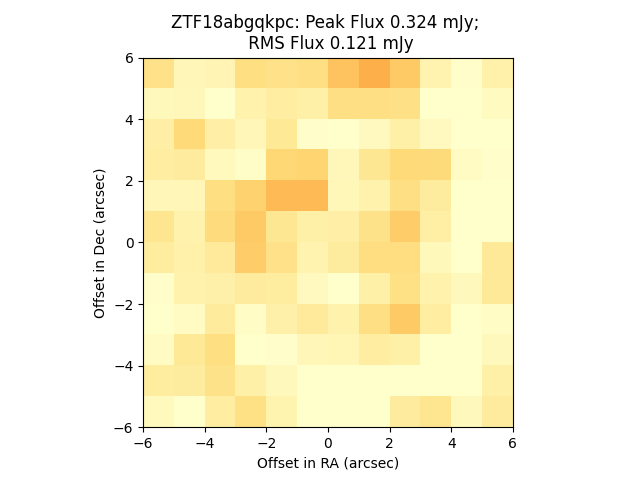 ZTF18abgqkpc: Peak Flux 0.324 mJy;
RMS Flux 0.121 mJy
6
4
2
0
−2
−4
−6
Offset in Dec (arcsec)
−6 −4 −2 0 2 4 6
Offset in RA (arcsec)